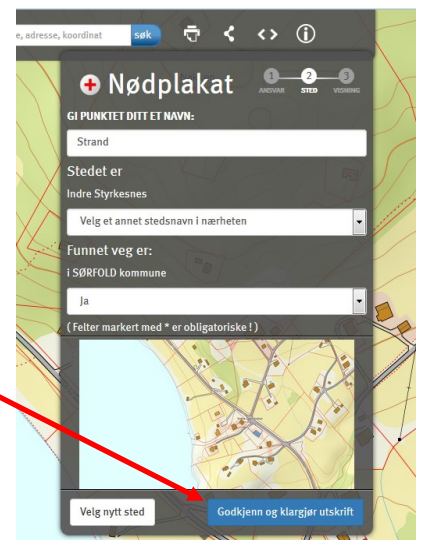 e, adresse, koordinat søk
Nødplakat
1 2 3
ANSVAR STED VISNING
GI PUNKTET DITT ET NAVN:
Strand
Stedet er
Indre Styrkesnes
Velg et annet stedsnavn i nærheten
Funnet veg er:
i SØRFOLD kommune
Ja
( Felter markert med * er obligatoriske ! )
Velg nytt sted Godkjenn og klargjør utskrift